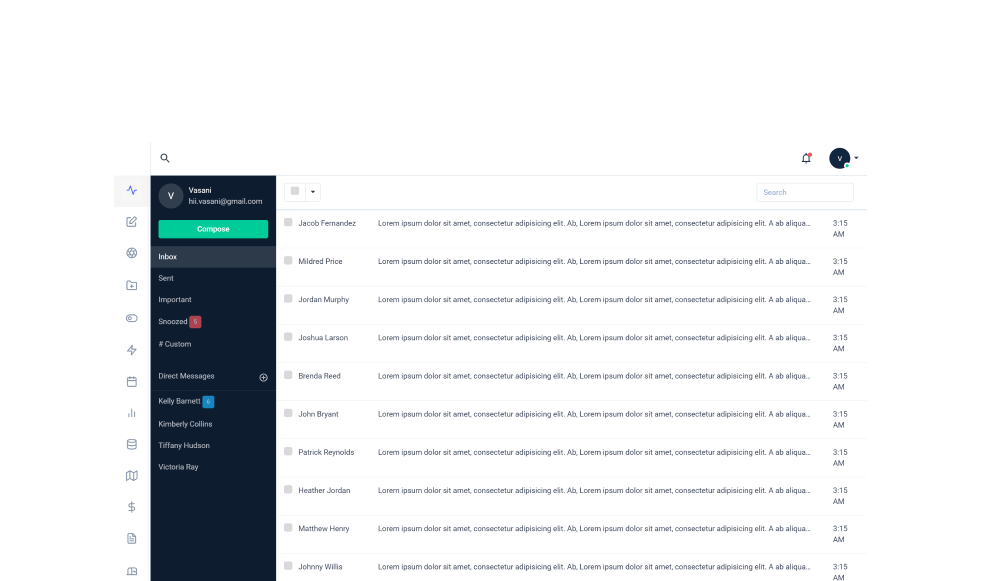 V
V
Vasani
hii.vasani@gmail.com
Search
Compose
Inbox
Sent
Important
Snoozed 5
# Custom
Direct Messages
Kelly Barnett 6
Kimberly Collins
Tiffany Hudson
Victoria Ray
Jacob Fernandez Lorem ipsum dolor sit amet, consectetur adipisicing elit. Ab, Lorem ipsum dolor sit amet, consectetur adipisicing elit. A ab aliqua... 3:15
AM
Mildred Price Lorem ipsum dolor sit amet, consectetur adipisicing elit. Ab, Lorem ipsum dolor sit amet, consectetur adipisicing elit. A ab aliqua... 3:15
AM
Jordan Murphy Lorem ipsum dolor sit amet, consectetur adipisicing elit. Ab, Lorem ipsum dolor sit amet, consectetur adipisicing elit. A ab aliqua... 3:15
AM
Joshua Larson Lorem ipsum dolor sit amet, consectetur adipisicing elit. Ab, Lorem ipsum dolor sit amet, consectetur adipisicing elit. A ab aliqua... 3:15
AM
Brenda Reed Lorem ipsum dolor sit amet, consectetur adipisicing elit. Ab, Lorem ipsum dolor sit amet, consectetur adipisicing elit. A ab aliqua... 3:15
AM
John Bryant Lorem ipsum dolor sit amet, consectetur adipisicing elit. Ab, Lorem ipsum dolor sit amet, consectetur adipisicing elit. A ab aliqua... 3:15
AM
Patrick Reynolds Lorem ipsum dolor sit amet, consectetur adipisicing elit. Ab, Lorem ipsum dolor sit amet, consectetur adipisicing elit. A ab aliqua... 3:15
AM
Heather Jordan Lorem ipsum dolor sit amet, consectetur adipisicing elit. Ab, Lorem ipsum dolor sit amet, consectetur adipisicing elit. A ab aliqua... 3:15
AM
Matthew Henry Lorem ipsum dolor sit amet, consectetur adipisicing elit. Ab, Lorem ipsum dolor sit amet, consectetur adipisicing elit. A ab aliqua... 3:15
AM
Johnny Willis Lorem ipsum dolor sit amet, consectetur adipisicing elit. Ab, Lorem ipsum dolor sit amet, consectetur adipisicing elit. A ab aliqua... 3:15
AM